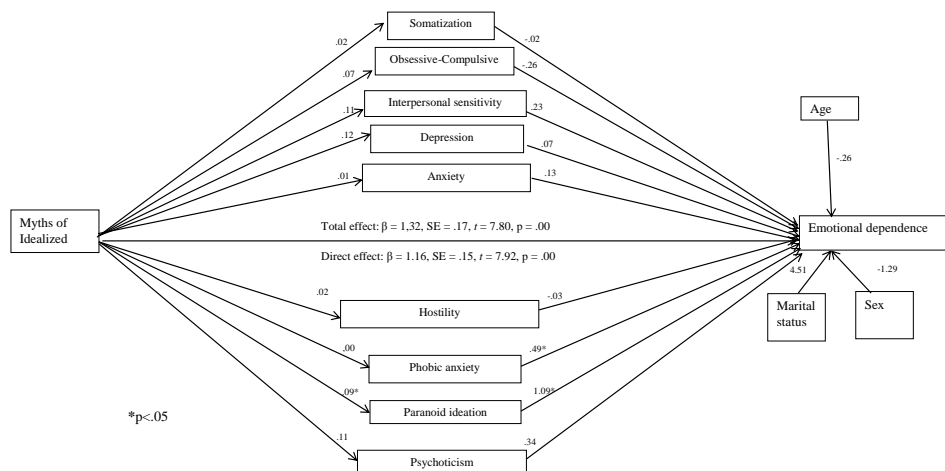 Somatization
.02
-.02
Obsessive-Compulsive
.07
-.26
Interpersonal sensitivity
.11
.23
Depression
.12
.07
Anxiety
.01
.13
Age
-.26
Myths of
Idealized
Total effect: β = 1,32, SE = .17, t = 7.80, p = .00
Direct effect: β = 1.16, SE = .15, t = 7.92, p = .00
Emotional dependence
4.51
-1.29
Marital
status
Sex
.02
Hostility
-.03
.00
Phobic anxiety
.49*
.09*
Paranoid ideation
1.09*
*p<.05
.11
Psychoticism
.34